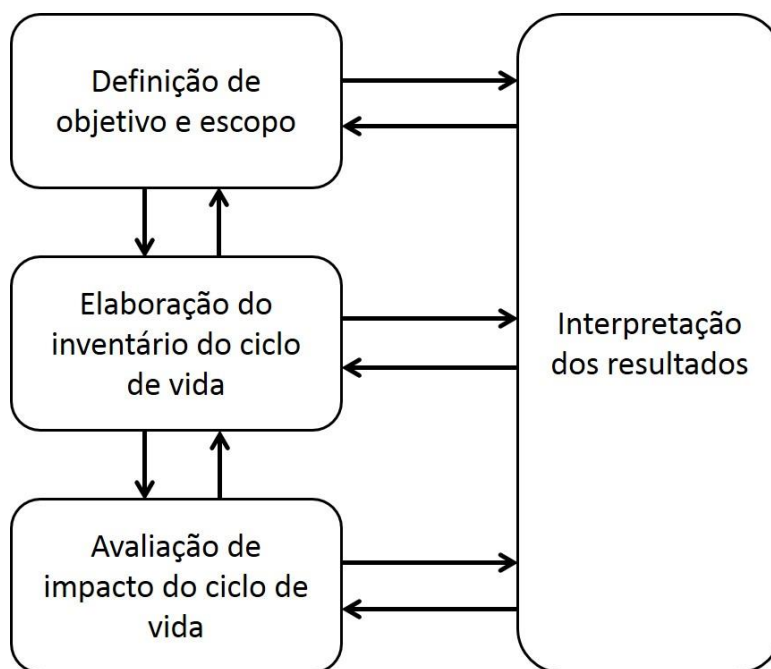 Definição de
objetivo e escopo
Elaboração do
inventário do ciclo
de vida
Avaliação de
impacto do ciclo de
vida
Interpretação
dos resultados